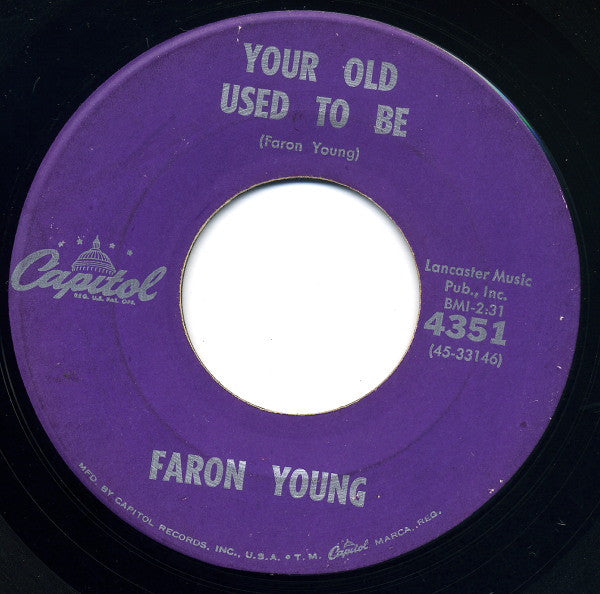 YOUR OLD
USED TO BE
(Faron Young)
Capitol
REG. U.S. PAT. OFF.
Lancaster Music
Pub., Inc.
BMI-2:31
4351
(45-33146)
FARON YOUNG
MFD. BY CAPITOL RECORDS, INC., U.S.A. • T.M. Capitol MARCA. REG.